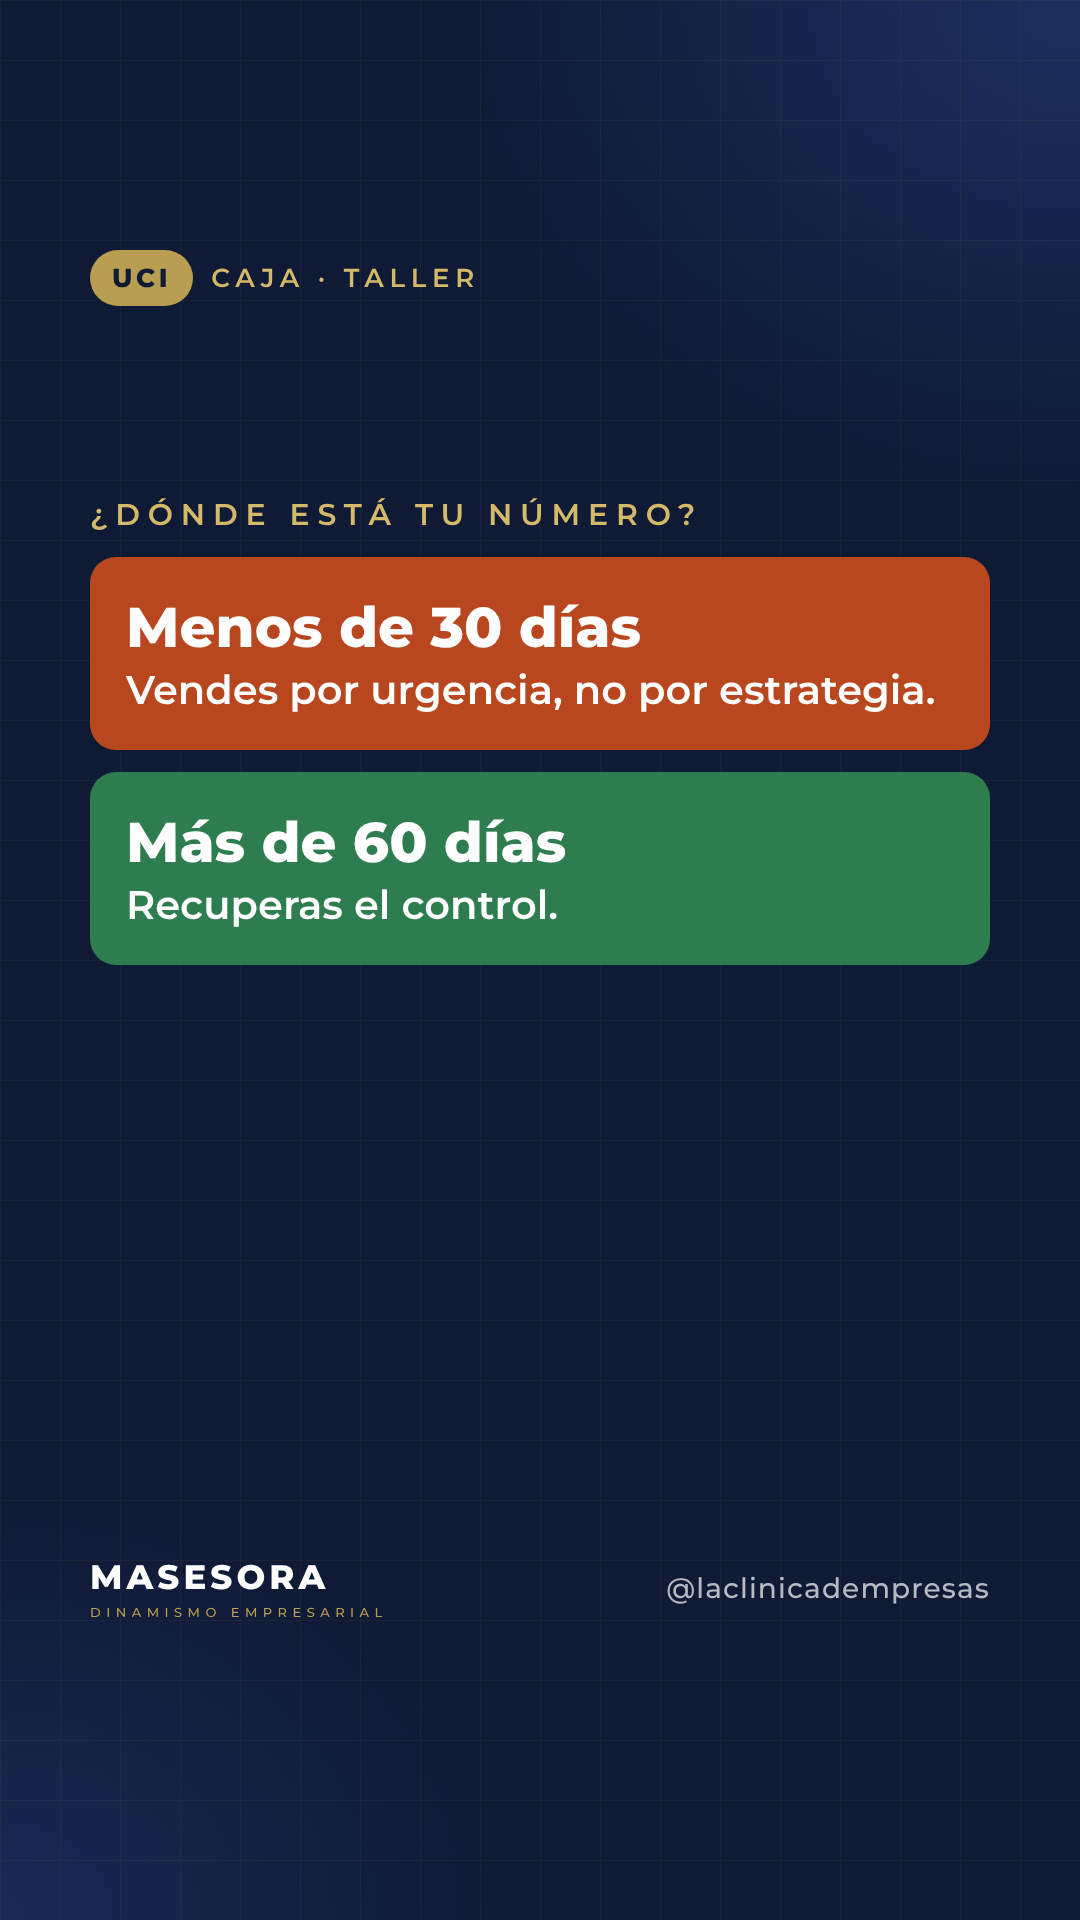 UCI CAJA · TALLER
¿DÓNDE ESTÁ TU NÚMERO?
Menos de 30 días
Vendes por urgencia, no por estrategia.
Más de 60 días
Recuperas el control.
MASESORA
DINAMISMO EMPRESARIAL
@laclinicadempresas